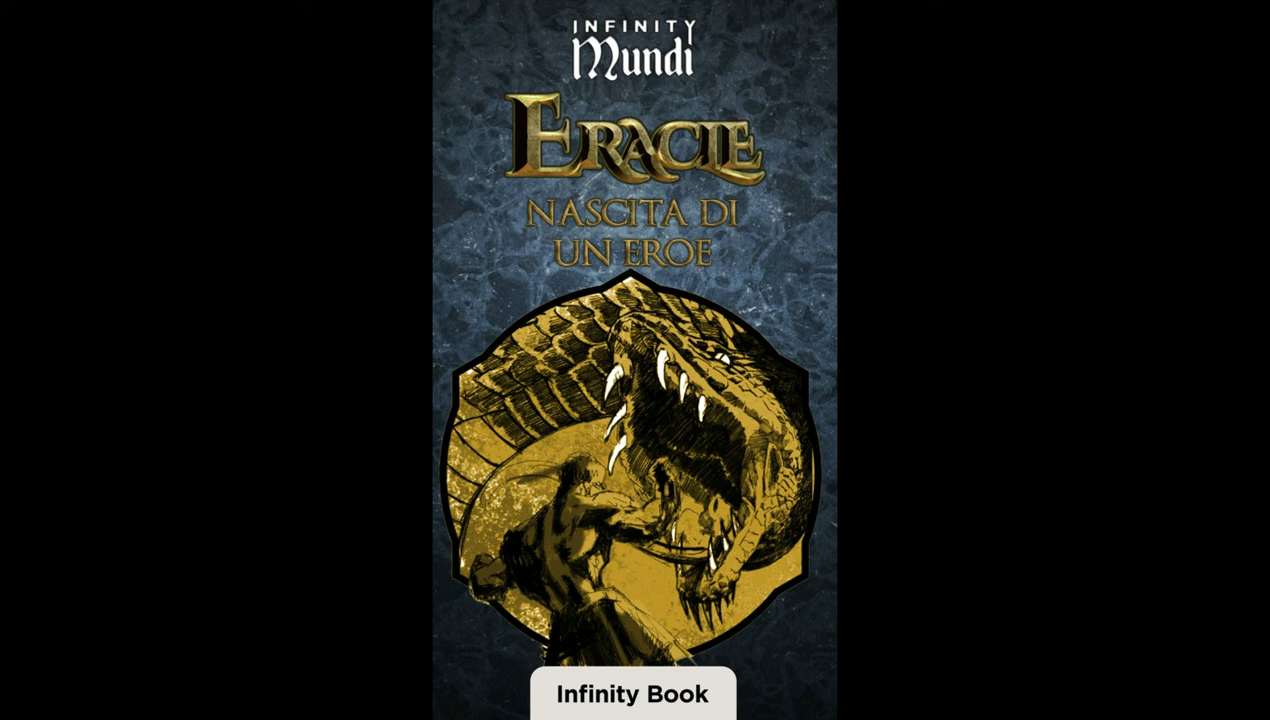 INFINITY
Mundi
ERACLE
NASCITA DI
UN EROE
Infinity Book